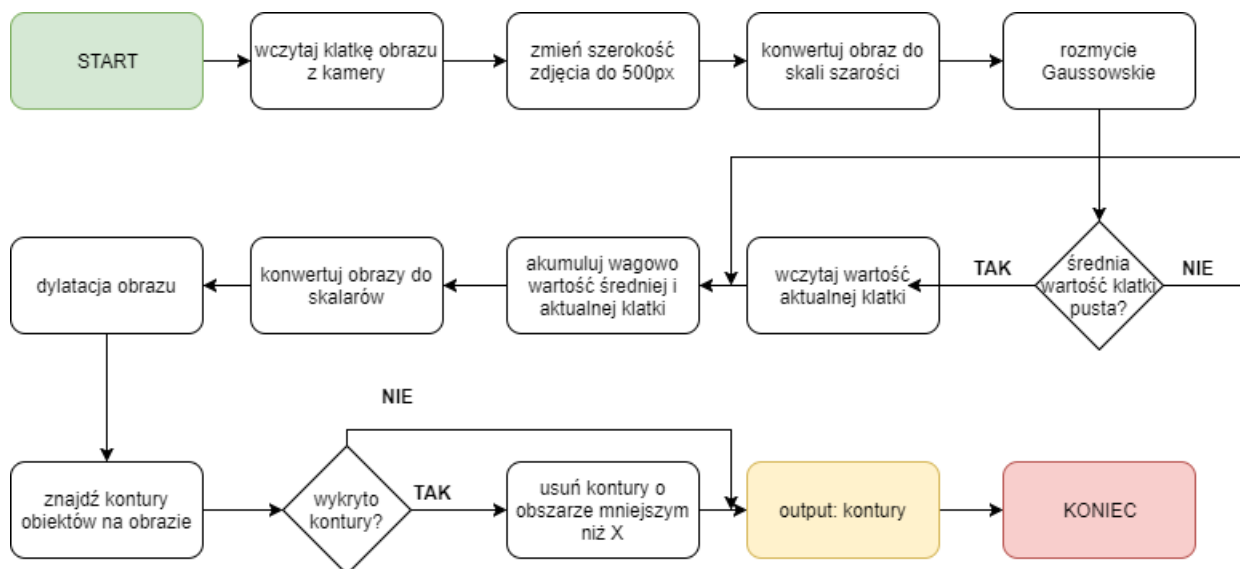 START
wczytaj klatkę obrazu
z kamery
zmień szerokość
zdjęcia do 500px
konwertuj obraz do
skali szarości
rozmycie
Gaussowskie
średnia
wartość klatki
pusta?
TAK
NIE
wczytaj wartość
aktualnej klatki
akumuluj wagowo
wartość średniej i
aktualnej klatki
konwertuj obrazy do
skalarów
dylatacja obrazu
znajdź kontury
obiektów na obrazie
wykryto
kontury?
NIE
TAK
usuń kontury o
obszarze mniejszym
niż X
output: kontury
KONIEC